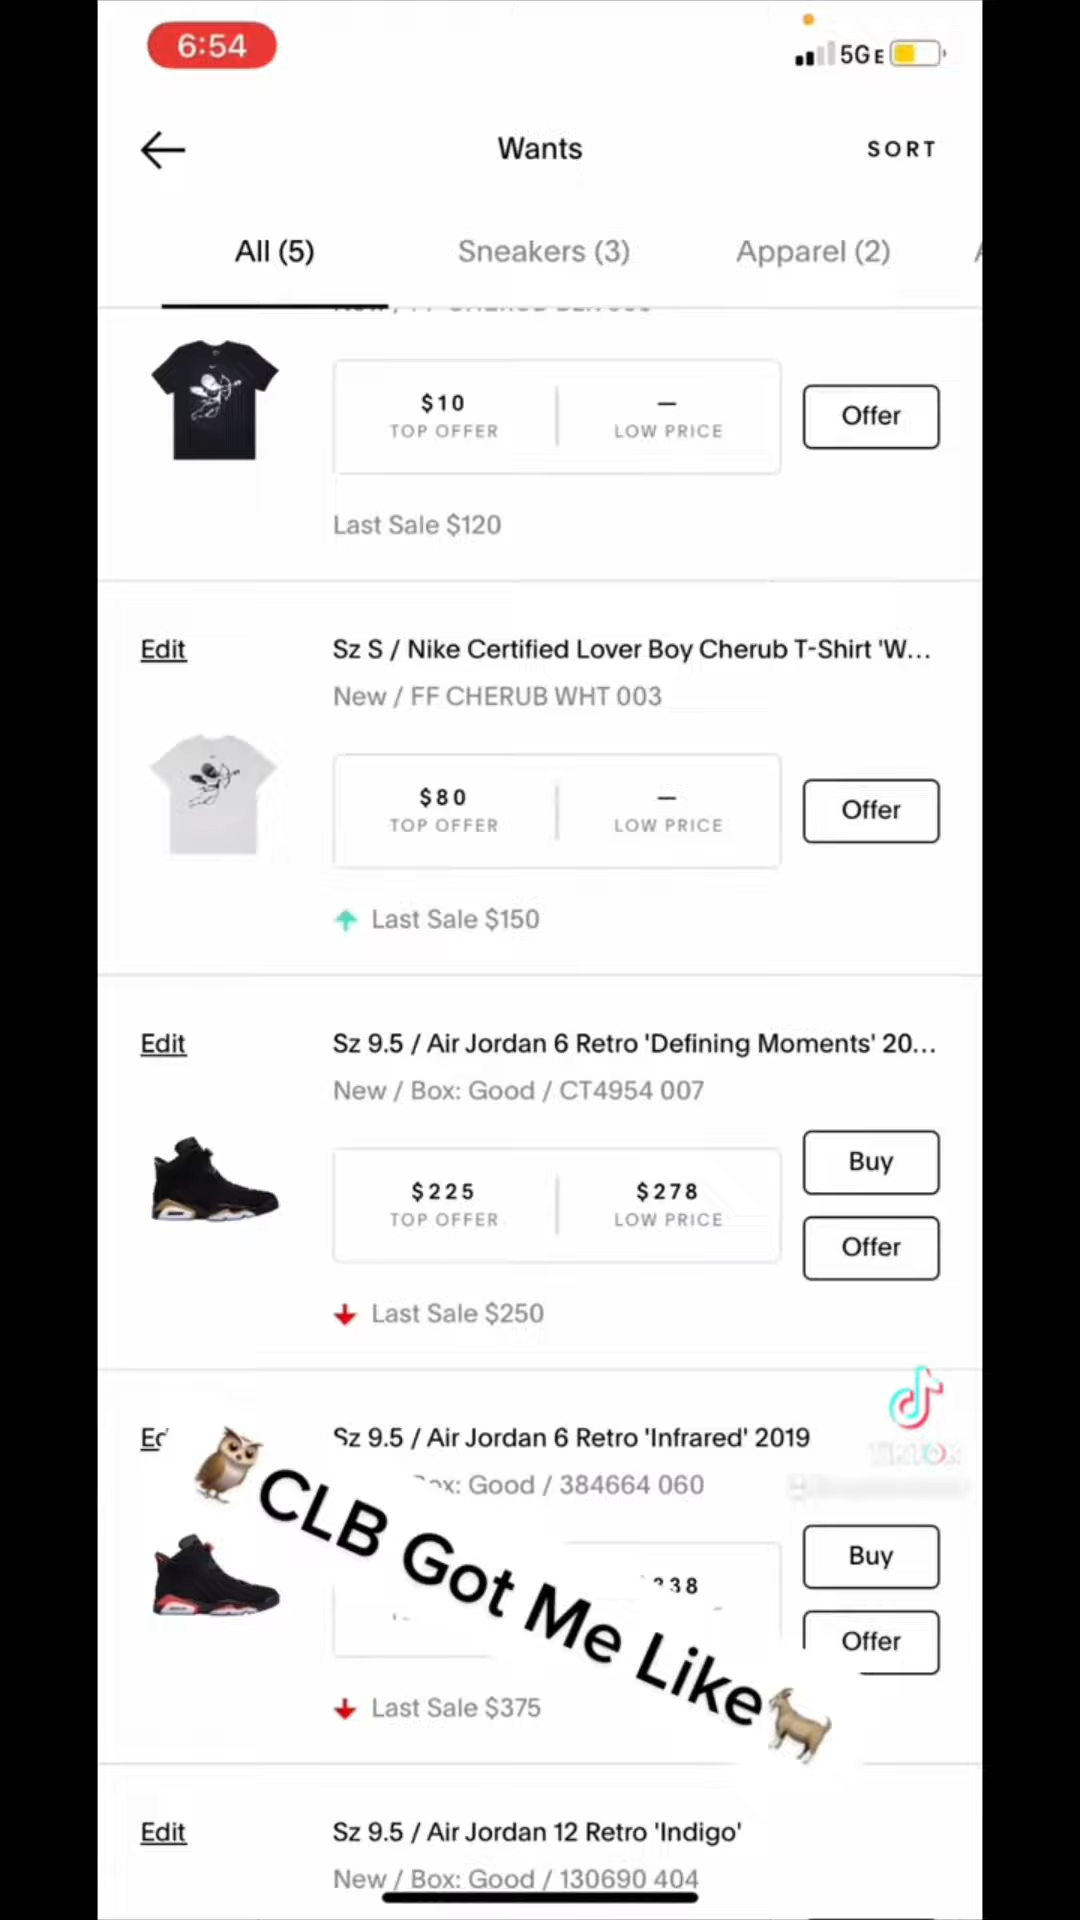 6:54
5GE
Wants
SORT
All (5)
Sneakers (3)
Apparel (2)
$10
TOP OFFER
—
LOW PRICE
Offer
Last Sale $120
Edit
Sz S / Nike Certified Lover Boy Cherub T-Shirt 'W...
New / FF CHERUB WHT 003
$80
TOP OFFER
—
LOW PRICE
Offer
Last Sale $150
Edit
Sz 9.5 / Air Jordan 6 Retro 'Defining Moments' 20...
New / Box: Good / CT4954 007
$225
TOP OFFER
$278
LOW PRICE
Buy
Offer
Last Sale $250
TikTok
Sz 9.5 / Air Jordan 6 Retro 'Infrared' 2019
Good / 384664 060
CLB Got Me Like
Buy
Offer
Last Sale $375
Edit
Sz 9.5 / Air Jordan 12 Retro 'Indigo'
New / Box: Good / 130690 404